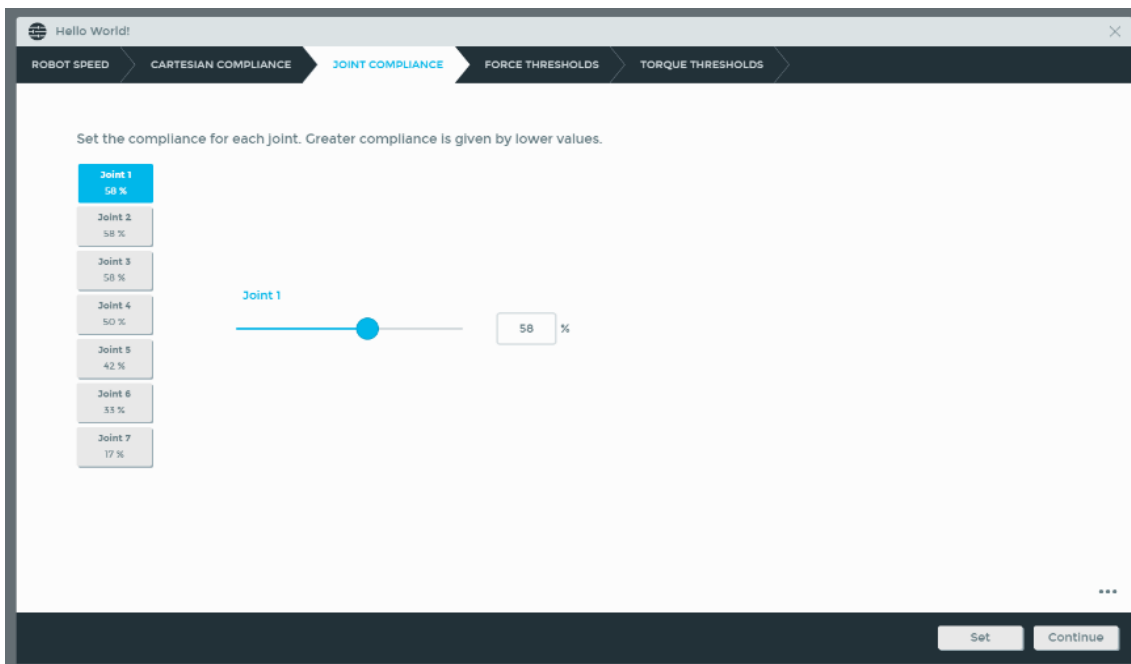 Hello World!
ROBOT SPEED CARTESIAN COMPLIANCE JOINT COMPLIANCE FORCE THRESHOLDS TORQUE THRESHOLDS
Set the compliance for each joint. Greater compliance is given by lower values.
Joint 1
58 %
Joint 2
58 %
Joint 3
58 %
Joint 4
50 %
Joint 5
42 %
Joint 6
33 %
Joint 7
17 %
Joint 1
58 %
Set Continue